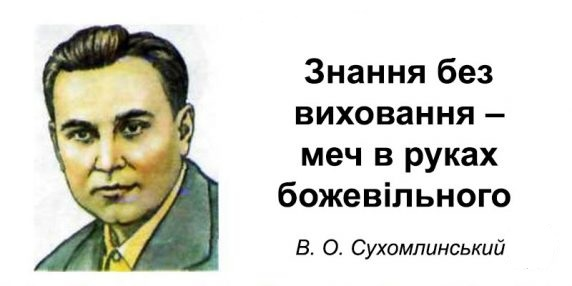 Знання без
виховання –
меч в руках
божевільного
В. О. Сухомлинський